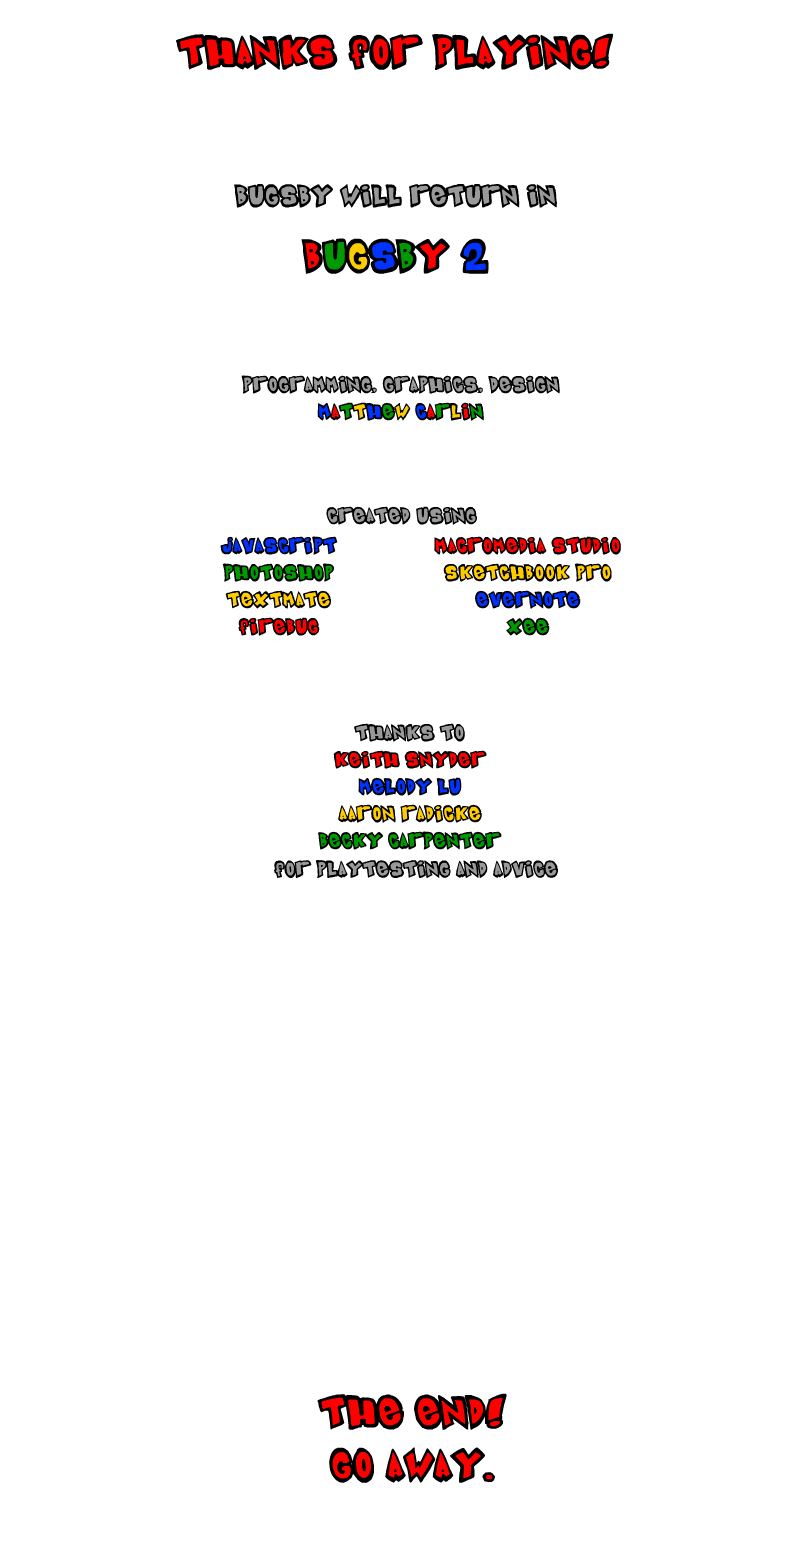 THANKS FOR PLAYING!
BUGSBY WILL RETURN IN
BUGSBY 2
PROGRAMMING, GRAPHICS, DESIGN
MATTHEW CARLIN
CREATED USING
JAVASCRIPT
PHOTOSHOP
TEXTMATE
FIREBUG
MACROMEDIA STUDIO
SKETCHBOOK PRO
EVERNOTE
XEE
THANKS TO
KEITH SNYDER
MELODY LU
AARON RADICKE
BECKY CARPENTER
FOR PLAYTESTING AND ADVICE
THE END!
GO AWAY.